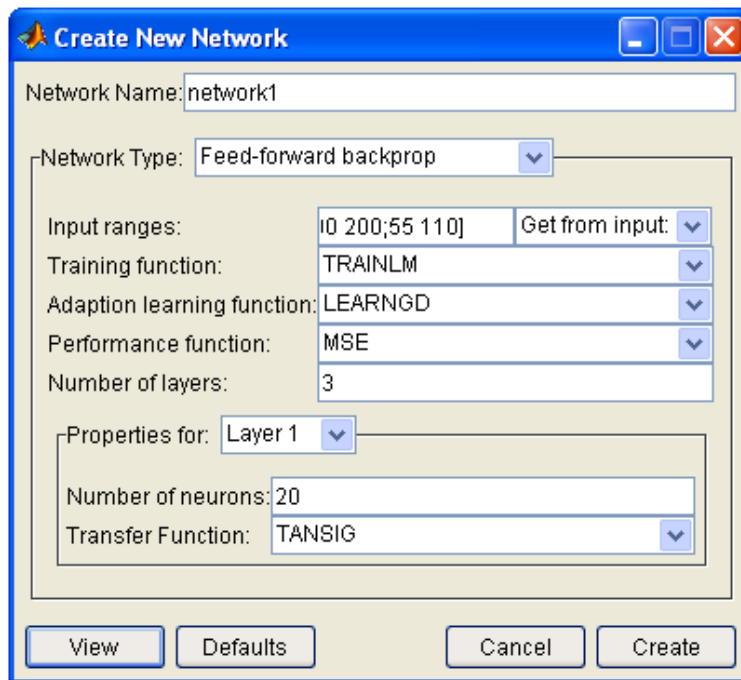 Create New Network
Network Name: network1
Network Type: Feed-forward backprop
Input ranges: 200;55 110] Get from input:
Training function: TRAINLM
Adaption learning function: LEARNGD
Performance function: MSE
Number of layers: 3
Properties for: Layer 1
Number of neurons: 20
Transfer Function: TANSIG
View Defaults Cancel Create